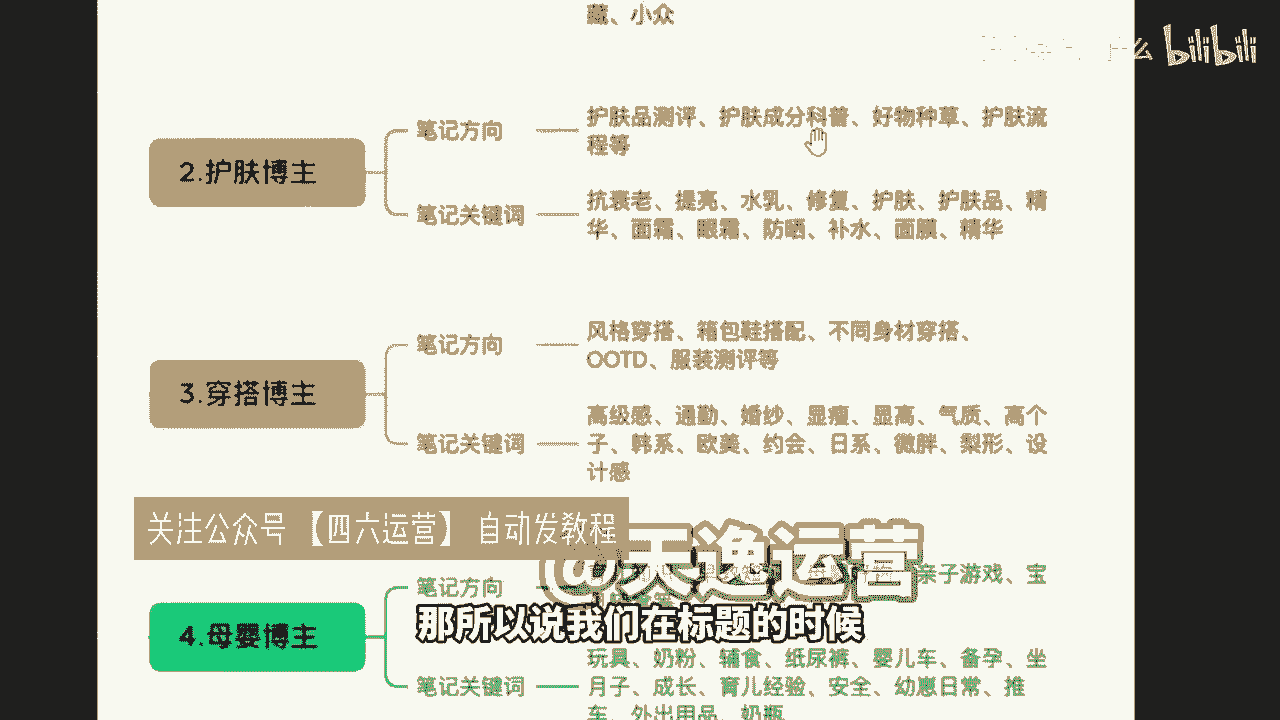 藏、小众
bilibili
2.护肤博主
笔记方向
护肤品测评、护肤成分科普、好物种草、护肤流
程等
笔记关键词
抗衰老、提亮、水乳、修复、护肤、护肤品、精
华、面霜、眼霜、防晒、补水、面膜、精华
3.穿搭博主
笔记方向
风格穿搭、箱包鞋搭配、不同身材穿搭、
OOTD、服装测评等
笔记关键词
高级感、通勤、婚纱、显瘦、显高、气质、高个
子、韩系、欧美、约会、日系、微胖、梨形、设
计感
关注公众号 【四六运营】 自动发教程
@天逸运营
4.母婴博主
笔记方向
亲子游戏、宝
那所以说我们在标题的时候
笔记关键词
玩具、奶粉、辅食、纸尿裤、婴儿车、备孕、坐
月子、成长、育儿经验、安全、幼崽日常、推
车、外出用品、奶瓶